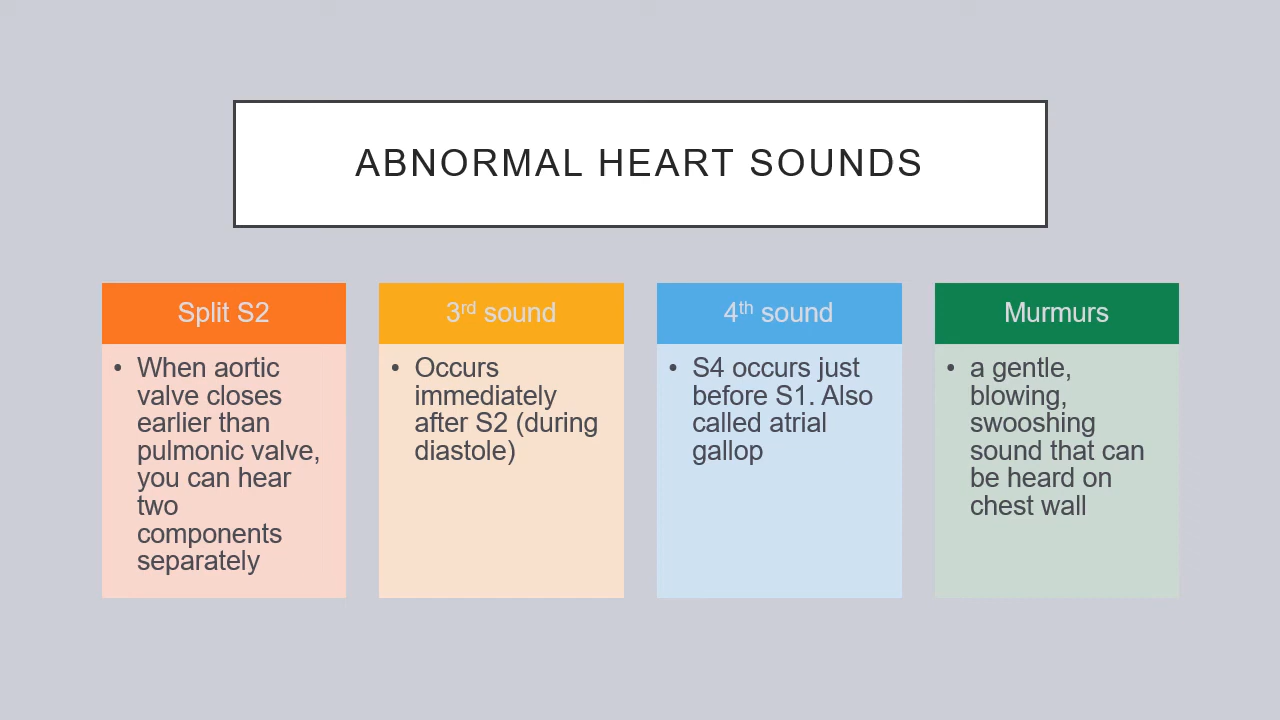 ABNORMAL HEART SOUNDS
Split S2
• When aortic
valve closes
earlier than
pulmonic valve,
you can hear
two
components
separately
3rd sound
• Occurs
immediately
after S2 (during
diastole)
4th sound
• S4 occurs just
before S1. Also
called atrial
gallop
Murmurs
• a gentle,
blowing,
swooshing
sound that can
be heard on
chest wall